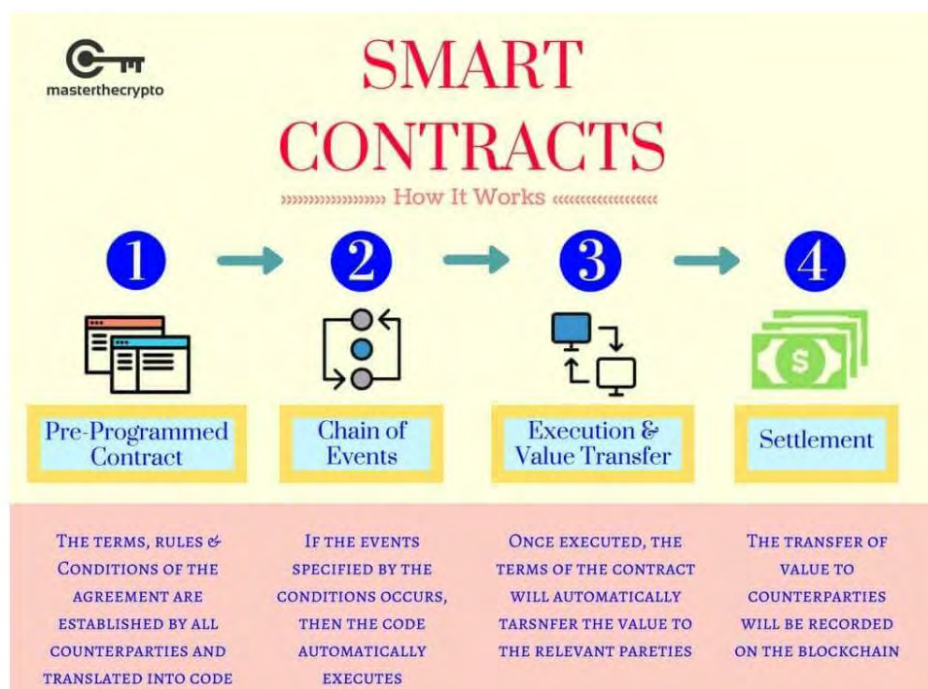 masterthecrypto
SMART
CONTRACTS
»»»»»»»»» How It Works «««««««««
1
2
3
4
Pre-Programmed
Contract
Chain of
Events
Execution &
Value Transfer
Settlement
THE TERMS, RULES &
CONDITIONS OF THE
AGREEMENT ARE
ESTABLISHED BY ALL
COUNTERPARTIES AND
TRANSLATED INTO CODE
IF THE EVENTS
SPECIFIED BY THE
CONDITIONS OCCURS,
THEN THE CODE
AUTOMATICALLY
EXECUTES
ONCE EXECUTED, THE
TERMS OF THE CONTRACT
WILL AUTOMATICALLY
TARSNFER THE VALUE TO
THE RELEVANT PARETIES
THE TRANSFER OF
VALUE TO
COUNTERPARTIES
WILL BE RECORDED
ON THE BLOCKCHAIN